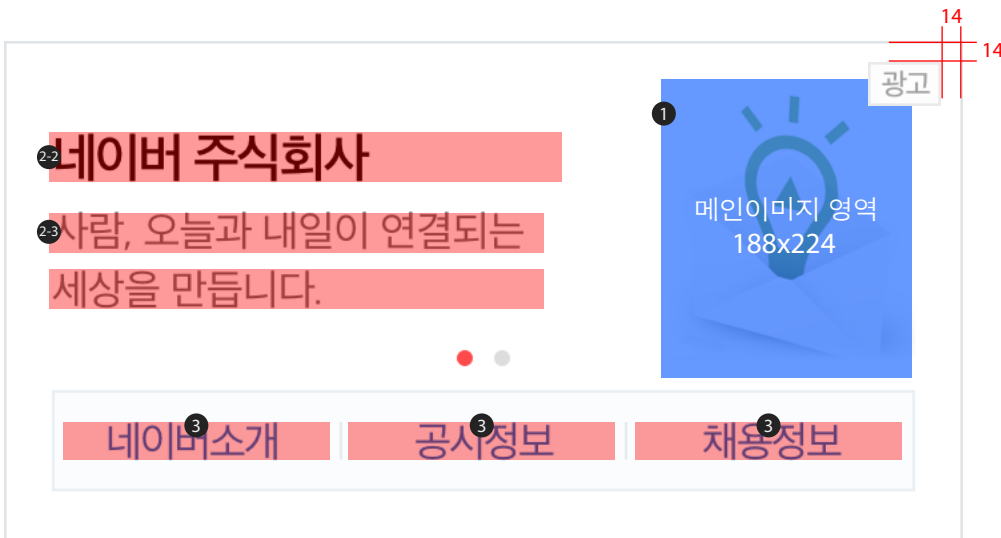 14
14
광고
1
메인이미지 영역
188x224
2-2
네이버 주식회사
2-3
사람, 오늘과 내일이 연결되는
세상을 만듭니다.
3
네이버소개
3
공시정보
3
채용정보